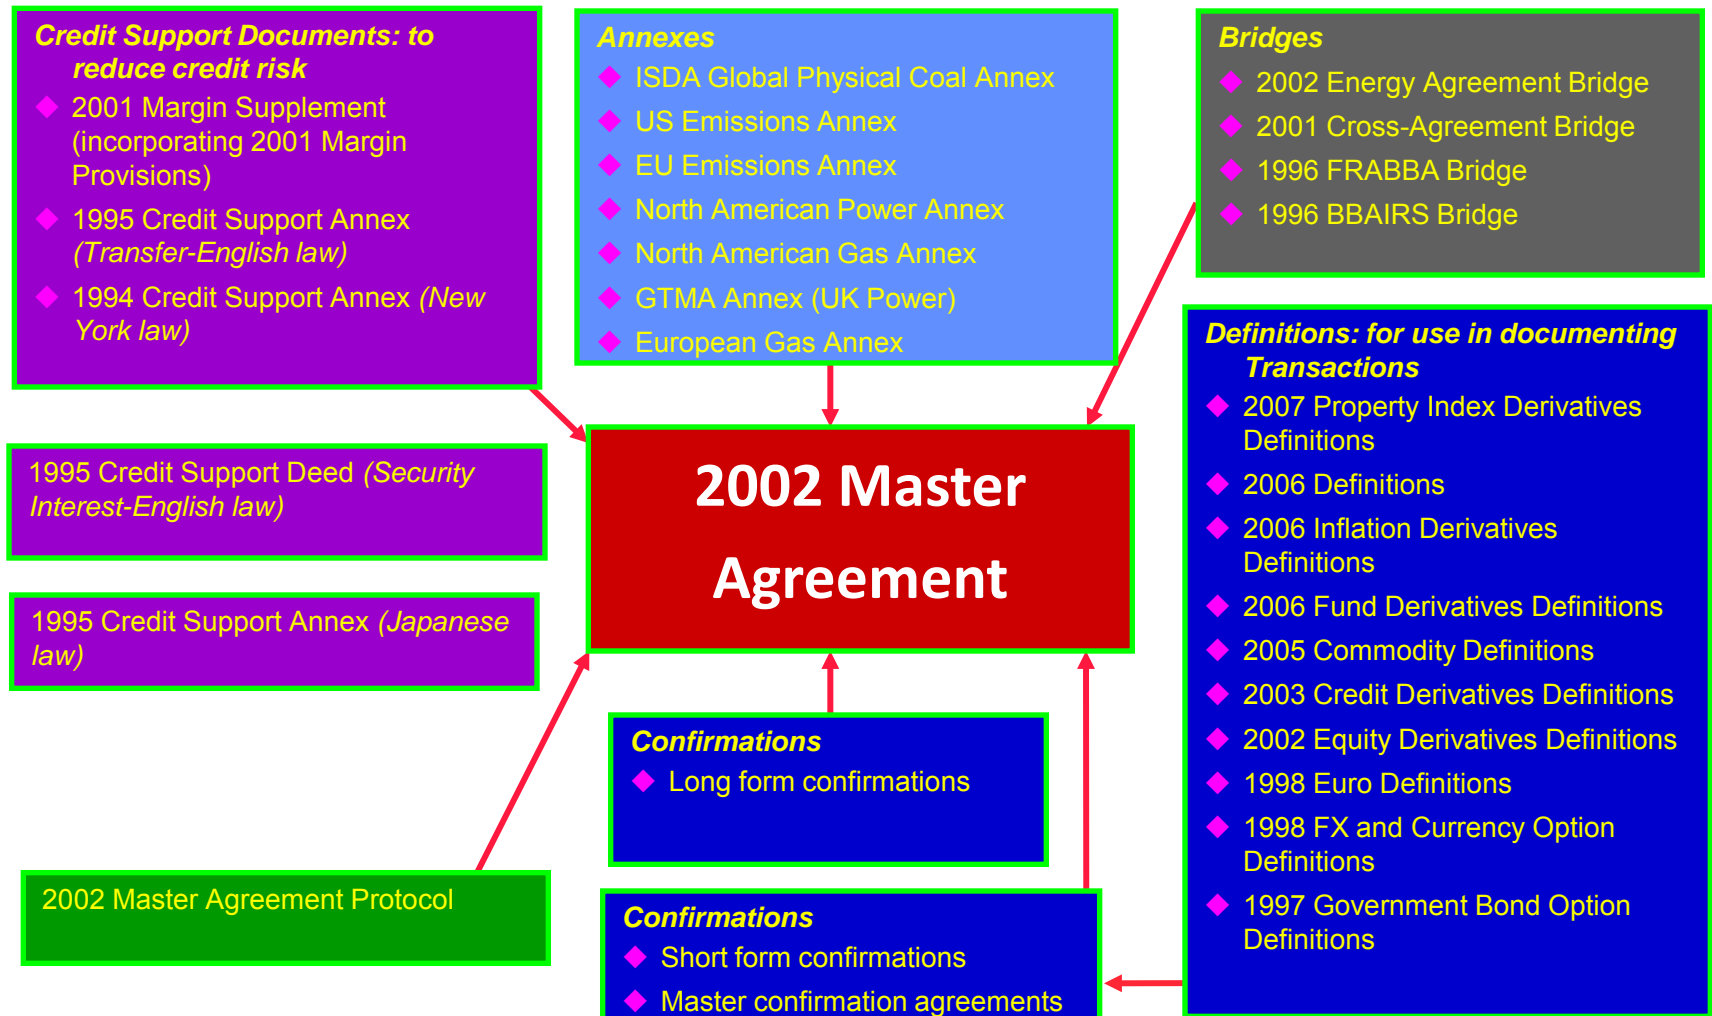 Credit Support Documents: to
reduce credit risk
2001 Margin Supplement
(incorporating 2001 Margin
Provisions)
1995 Credit Support Annex
(Transfer-English law)
1994 Credit Support Annex (New
York law)
Annexes
ISDA Global Physical Coal Annex
US Emissions Annex
EU Emissions Annex
North American Power Annex
North American Gas Annex
GTMA Annex (UK Power)
European Gas Annex
Bridges
2002 Energy Agreement Bridge
2001 Cross-Agreement Bridge
1996 FRABBA Bridge
1996 BBAIRS Bridge
1995 Credit Support Deed (Security
Interest-English law)
1995 Credit Support Annex (Japanese
law)
2002 Master
Agreement
Definitions: for use in documenting
Transactions
2007 Property Index Derivatives
Definitions
2006 Definitions
2006 Inflation Derivatives
Definitions
2006 Fund Derivatives Definitions
2005 Commodity Definitions
2003 Credit Derivatives Definitions
2002 Equity Derivatives Definitions
1998 Euro Definitions
1998 FX and Currency Option
Definitions
1997 Government Bond Option
Definitions
Confirmations
Long form confirmations
2002 Master Agreement Protocol
Confirmations
Short form confirmations
Master confirmation agreements